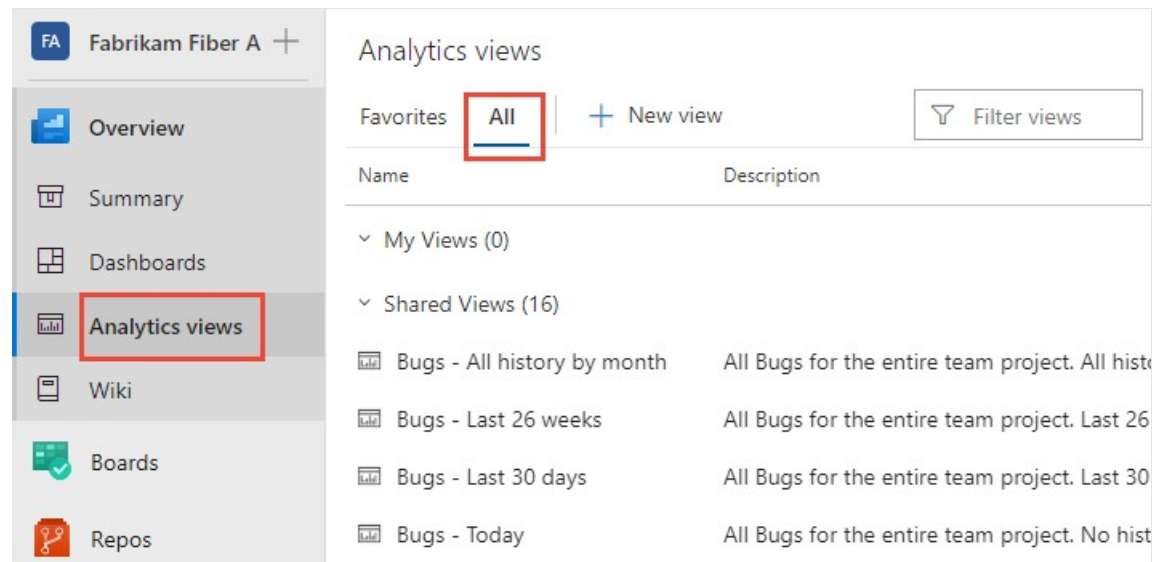 FA Fabrikam Fiber A
Overview
Summary
Dashboards
Analytics views
Wiki
Boards
Repos
Analytics views
Favorites All New view Filter views
Name Description
My Views (0)
Shared Views (16)
Bugs - All history by month All Bugs for the entire team project. All
Bugs - Last 26 weeks All Bugs for the entire team project. Last 26
Bugs - Last 30 days All Bugs for the entire team project. Last 30
Bugs - Today All Bugs for the entire team project. No